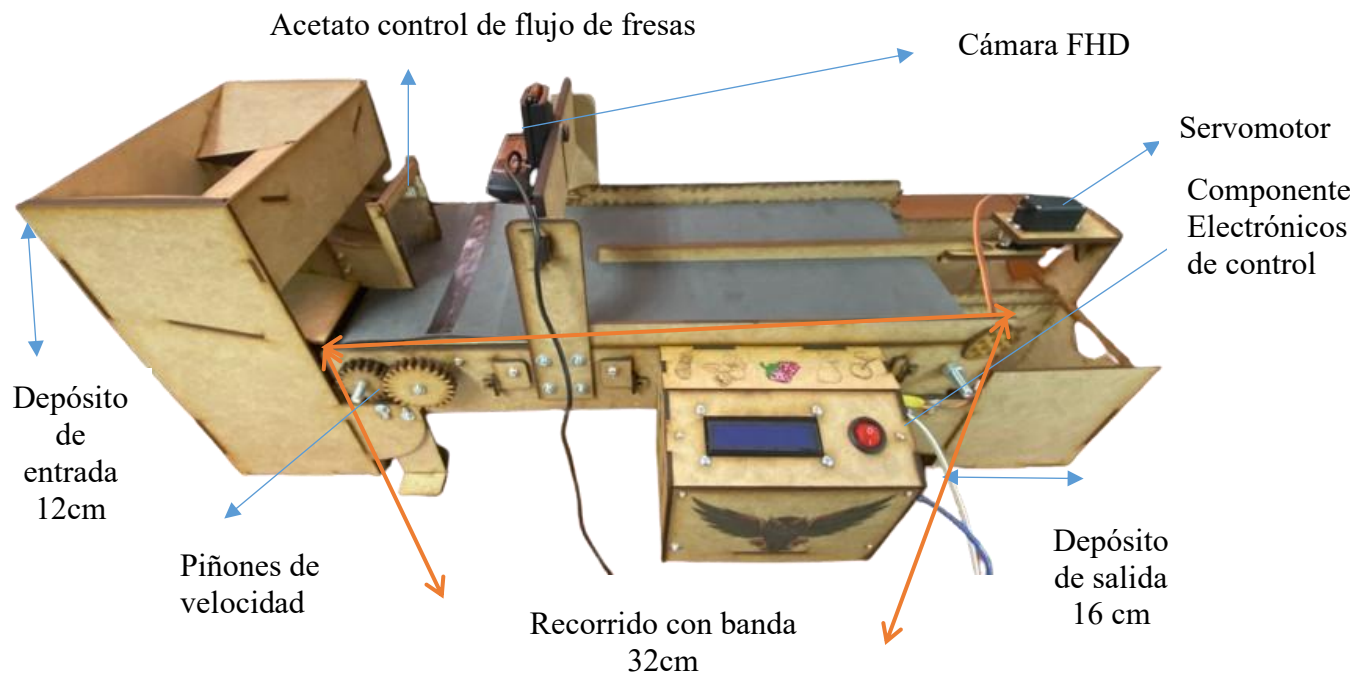 Acetato control de flujo de fresas
Cámara FHD
Servomotor
Componente
Electrónicos
de control
Depósito
de
entrada
12cm
Piñones de
velocidad
Recorrido con banda
32cm
Depósito
de salida
16 cm